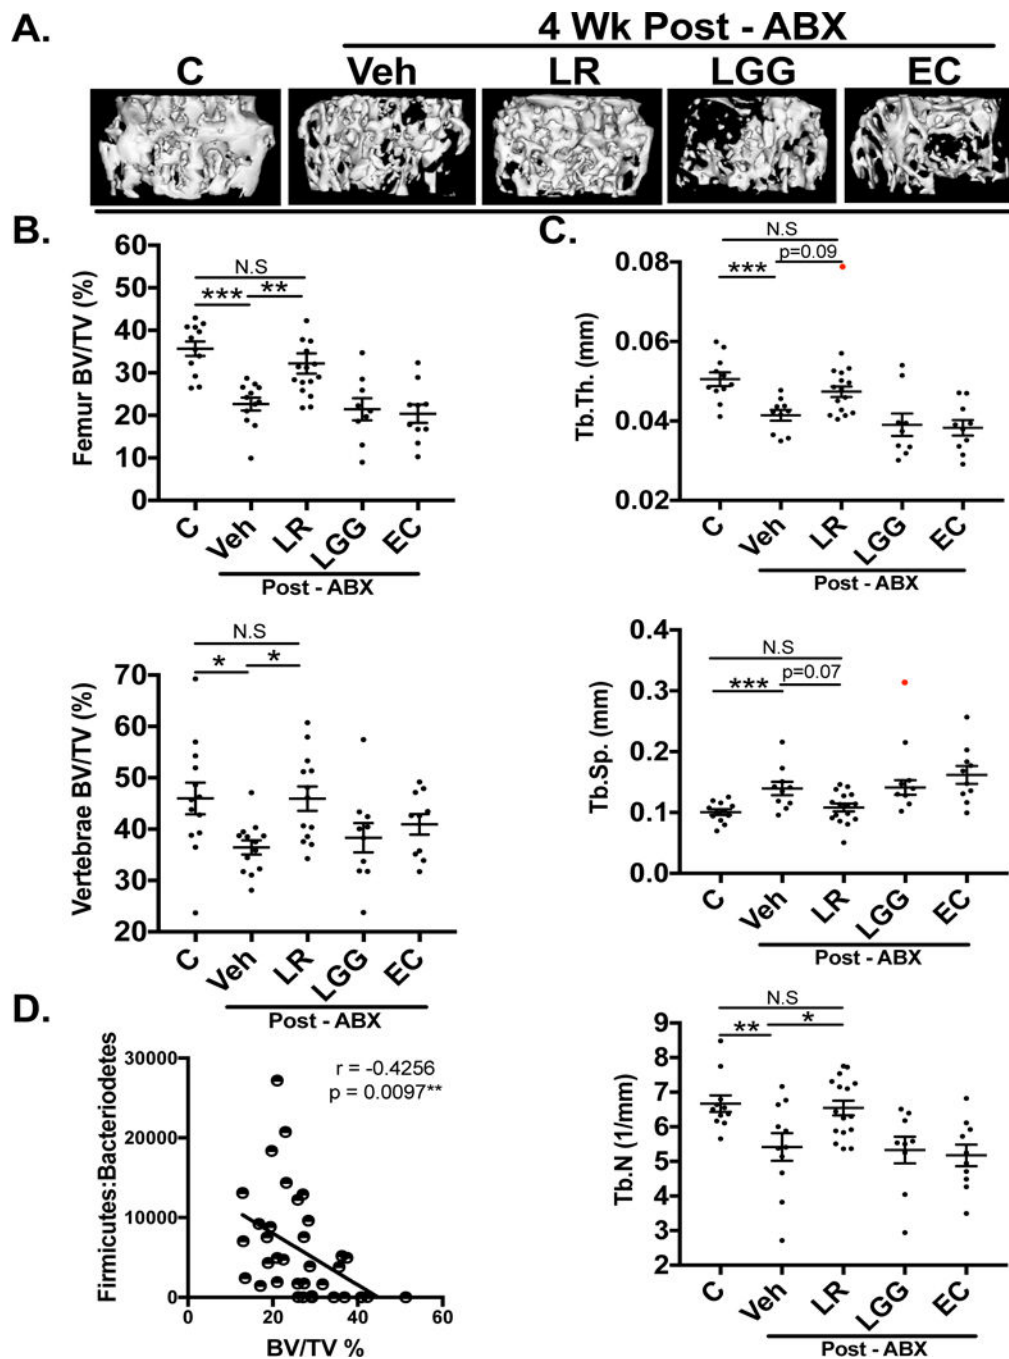 A.
4 Wk Post - ABX
C Veh LR LGG EC
B.
60
50
40
30
20
10
0
Femur BV/TV (%)
N.S
*** **
C Veh LR LGG EC
Post - ABX
C.
0.08
0.06
0.04
0.02
Tb.Th. (mm)
N.S
p=0.09
***
C Veh LR LGG EC
Post - ABX
70
60
50
40
30
20
Vertebrae BV/TV (%)
N.S
* *
C Veh LR LGG EC
Post - ABX
0.4
0.3
0.2
0.1
0.0
Tb.Sp. (mm)
N.S
p=0.07
***
C Veh LR LGG EC
Post - ABX
D.
30000
20000
10000
0
Firmicutes:Bacteriodetes
r = -0.4256
p = 0.0097**
0 20 40 60
BV/TV %
9
8
7
6
5
4
3
2
Tb.N (1/mm)
N.S
** *
C Veh LR LGG EC
Post - ABX